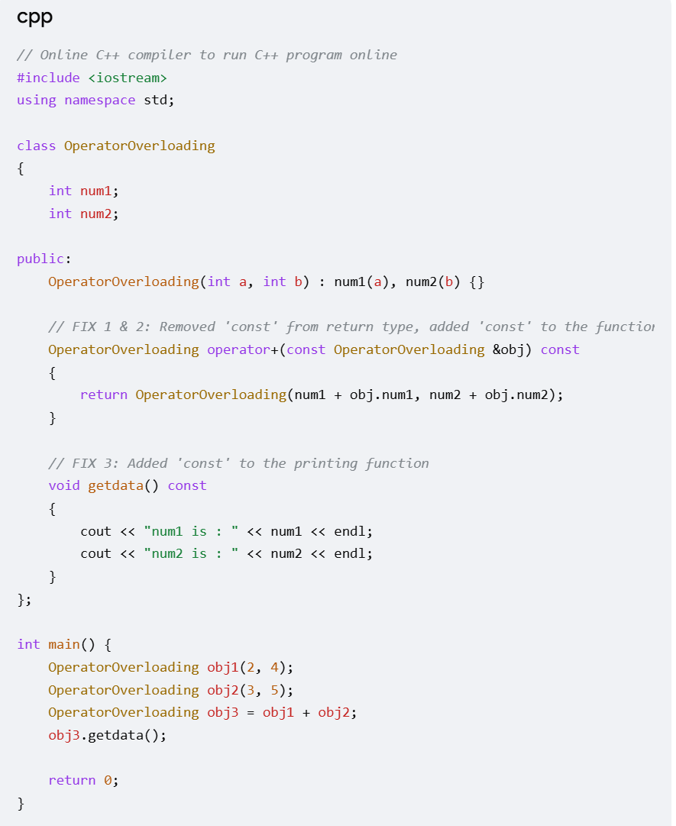 cpp
// Online C++ compiler to run C++ program online
#include <iostream>
using namespace std;
class OperatorOverloading
{
    int num1;
    int num2;
public:
    OperatorOverloading(int a, int b) : num1(a), num2(b) {}
    // FIX 1 & 2: Removed 'const' from return type, added 'const' to the function
    OperatorOverloading operator+(const OperatorOverloading &obj) const
    {
        return OperatorOverloading(num1 + obj.num1, num2 + obj.num2);
    }
    // FIX 3: Added 'const' to the printing function
    void getdata() const
    {
        cout << "num1 is : " << num1 << endl;
        cout << "num2 is : " << num2 << endl;
    }
};
int main() {
    OperatorOverloading obj1(2, 4);
    OperatorOverloading obj2(3, 5);
    OperatorOverloading obj3 = obj1 + obj2;
    obj3.getdata();
    return 0;
}